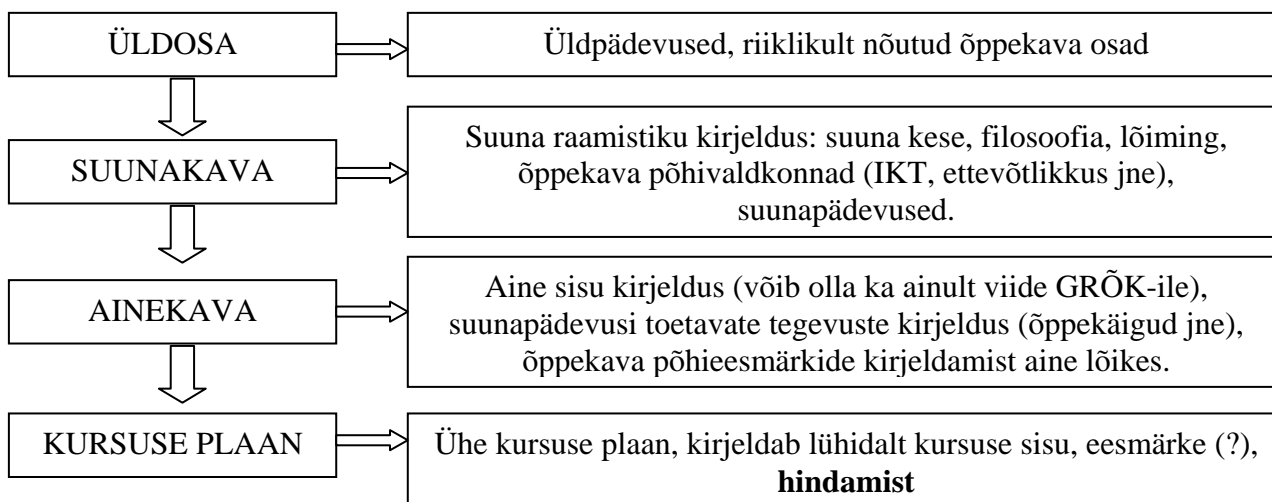 ÜLDOSA
Üldpädevused, riiklikult nõutud õppekava osad
SUUNAKAVA
Suuna raamistiku kirjeldus: suuna kese, filosoofia, lõiming,
õppekava põhivaldkonnad (IKT, ettevõtlikkus jne),
suunapädevused.
AINEKAVA
Aine sisu kirjeldus (võib olla ka ainult viide GRÕK-ile),
suunapädevusi toetavate tegevuste kirjeldus (õppekäigud jne),
õppekava põhieesmärkide kirjeldamist aine lõikes.
KURSUSE PLAAN
Ühe kursuse plaan, kirjeldab lühidalt kursuse sisu, eesmärke (?),
hindamist